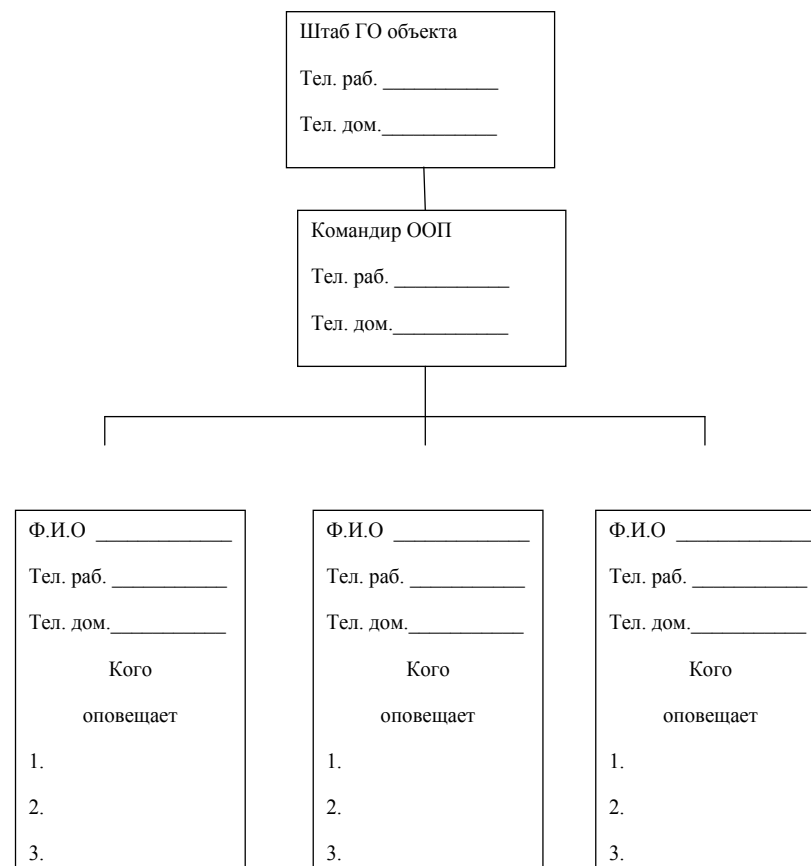 Штаб ГО объекта
Тел. раб. ___________
Тел. дом.___________
Командир ООП
Тел. раб. ___________
Тел. дом.___________
Ф.И.О _____________
Тел. раб. ___________
Тел. дом.___________
Кого
оповещает
1.
2.
3.
Ф.И.О _____________
Тел. раб. ___________
Тел. дом.___________
Кого
оповещает
1.
2.
3.
Ф.И.О _____________
Тел. раб. ___________
Тел. дом.___________
Кого
оповещает
1.
2.
3.